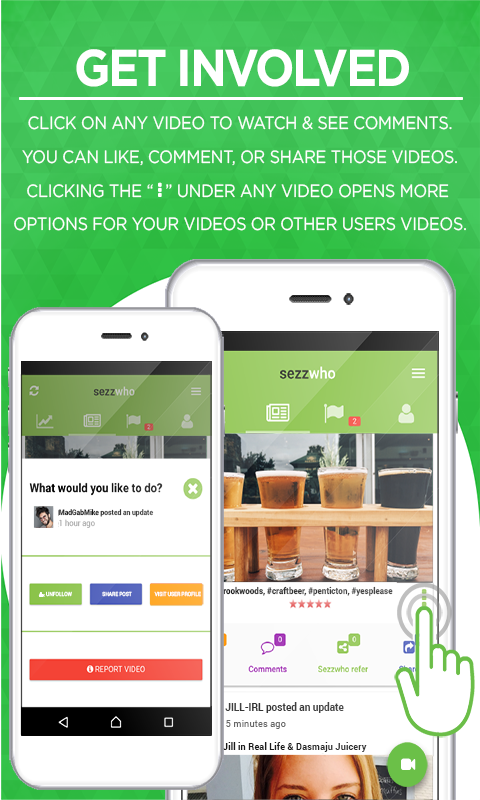 GET INVOLVED
CLICK ON ANY VIDEO TO WATCH & SEE COMMENTS.
YOU CAN LIKE, COMMENT, OR SHARE THOSE VIDEOS.
CLICKING THE “⋮” UNDER ANY VIDEO OPENS MORE
OPTIONS FOR YOUR VIDEOS OR OTHER USERS VIDEOS.
sezzwho
2
What would you like to do?
jMadGabMike posted an update
1 hour ago
UNFOLLOW
SHARE POST
VISIT USER PROFILE
REPORT VIDEO
sezzwho
2
rookwoods, #craftbeer, #penticton, #yesplease
0
0
Comments
Sezzwho refer
Share
JILL-IRL posted an update
5 minutes ago
Jill in Real Life & Dasmaju Juicery